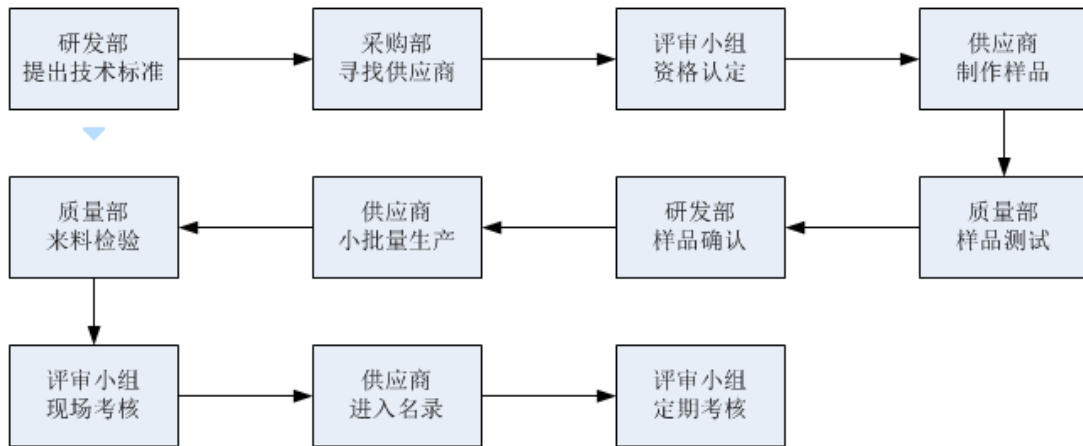 研发部
提出技术标准
采购部
寻找供应商
评审小组
资格认定
供应商
制作样品
质量部
来料检验
供应商
小批量生产
研发部
样品确认
质量部
样品测试
评审小组
现场考核
供应商
进入名录
评审小组
定期考核